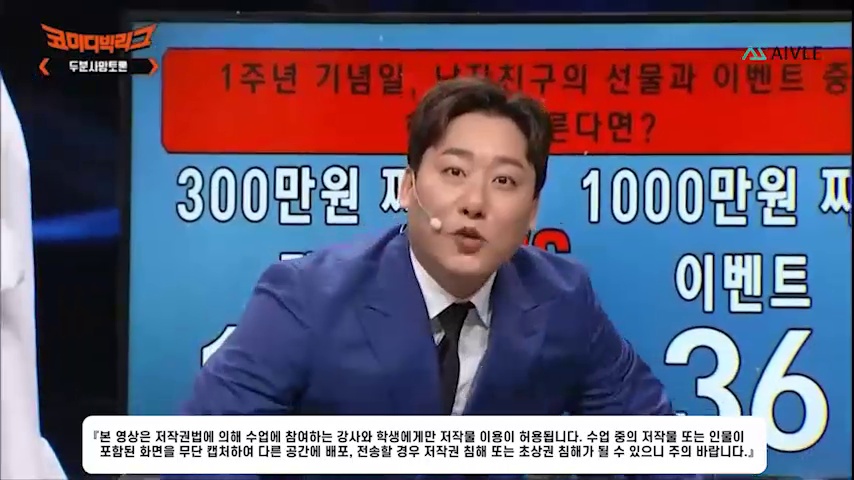 코미디빅리그
두분사망토론
AIVLE
1주년 기념일, 남자친구의 선물과 이벤트 중
른다면?
300만원
1000만원
이벤트
36
『본 영상은 저작권법에 의해 수업에 참여하는 강사와 학생에게만 저작물 이용이 허용됩니다. 수업 중의 저작물 또는 인물이
포함된 화면을 무단 캡처하여 다른 공간에 배포, 전송할 경우 저작권 침해 또는 초상권 침해가 될 수 있으니 주의 바랍니다.』